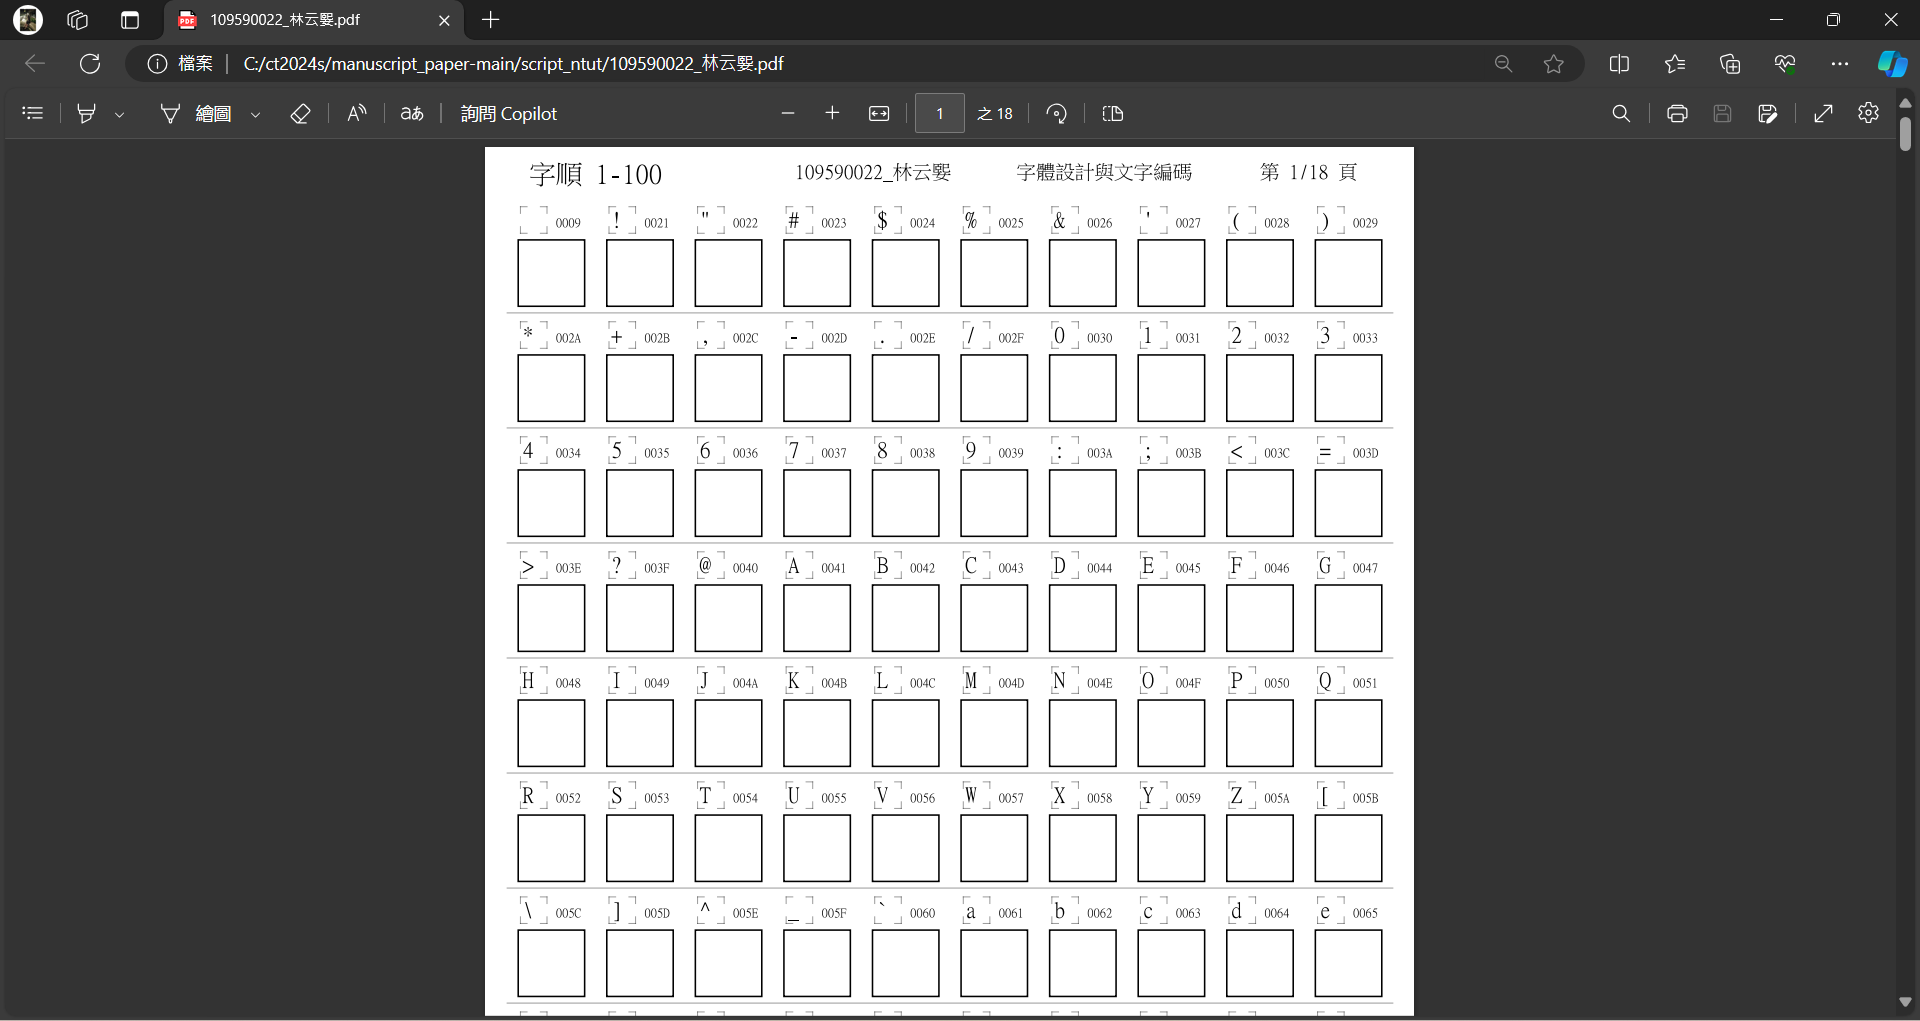 109590022_林云嫛.pdf
檔案 C:/ct2024s/manuscript_paper-main/script_ntut/109590022_林云嫛.pdf
繪圖 aあ 詢問 Copilot 1 之 18
字順 1-100 109590022_林云嫛 字體設計與文字編碼 第 1/18 頁
0009 ! 0021 " 0022 # 0023 $ 0024 % 0025 & 0026 ' 0027 ( 0028 ) 0029
* 002A + 002B , 002C - 002D . 002E / 002F 0 0030 1 0031 2 0032 3 0033
4 0034 5 0035 6 0036 7 0037 8 0038 9 0039 : 003A ; 003B < 003C = 003D
> 003E ? 003F @ 0040 A 0041 B 0042 C 0043 D 0044 E 0045 F 0046 G 0047
H 0048 I 0049 J 004A K 004B L 004C M 004D N 004E O 004F P 0050 Q 0051
R 0052 S 0053 T 0054 U 0055 V 0056 W 0057 X 0058 Y 0059 Z 005A [ 005B
\ 005C ] 005D ^ 005E _ 005F ` 0060 a 0061 b 0062 c 0063 d 0064 e 0065